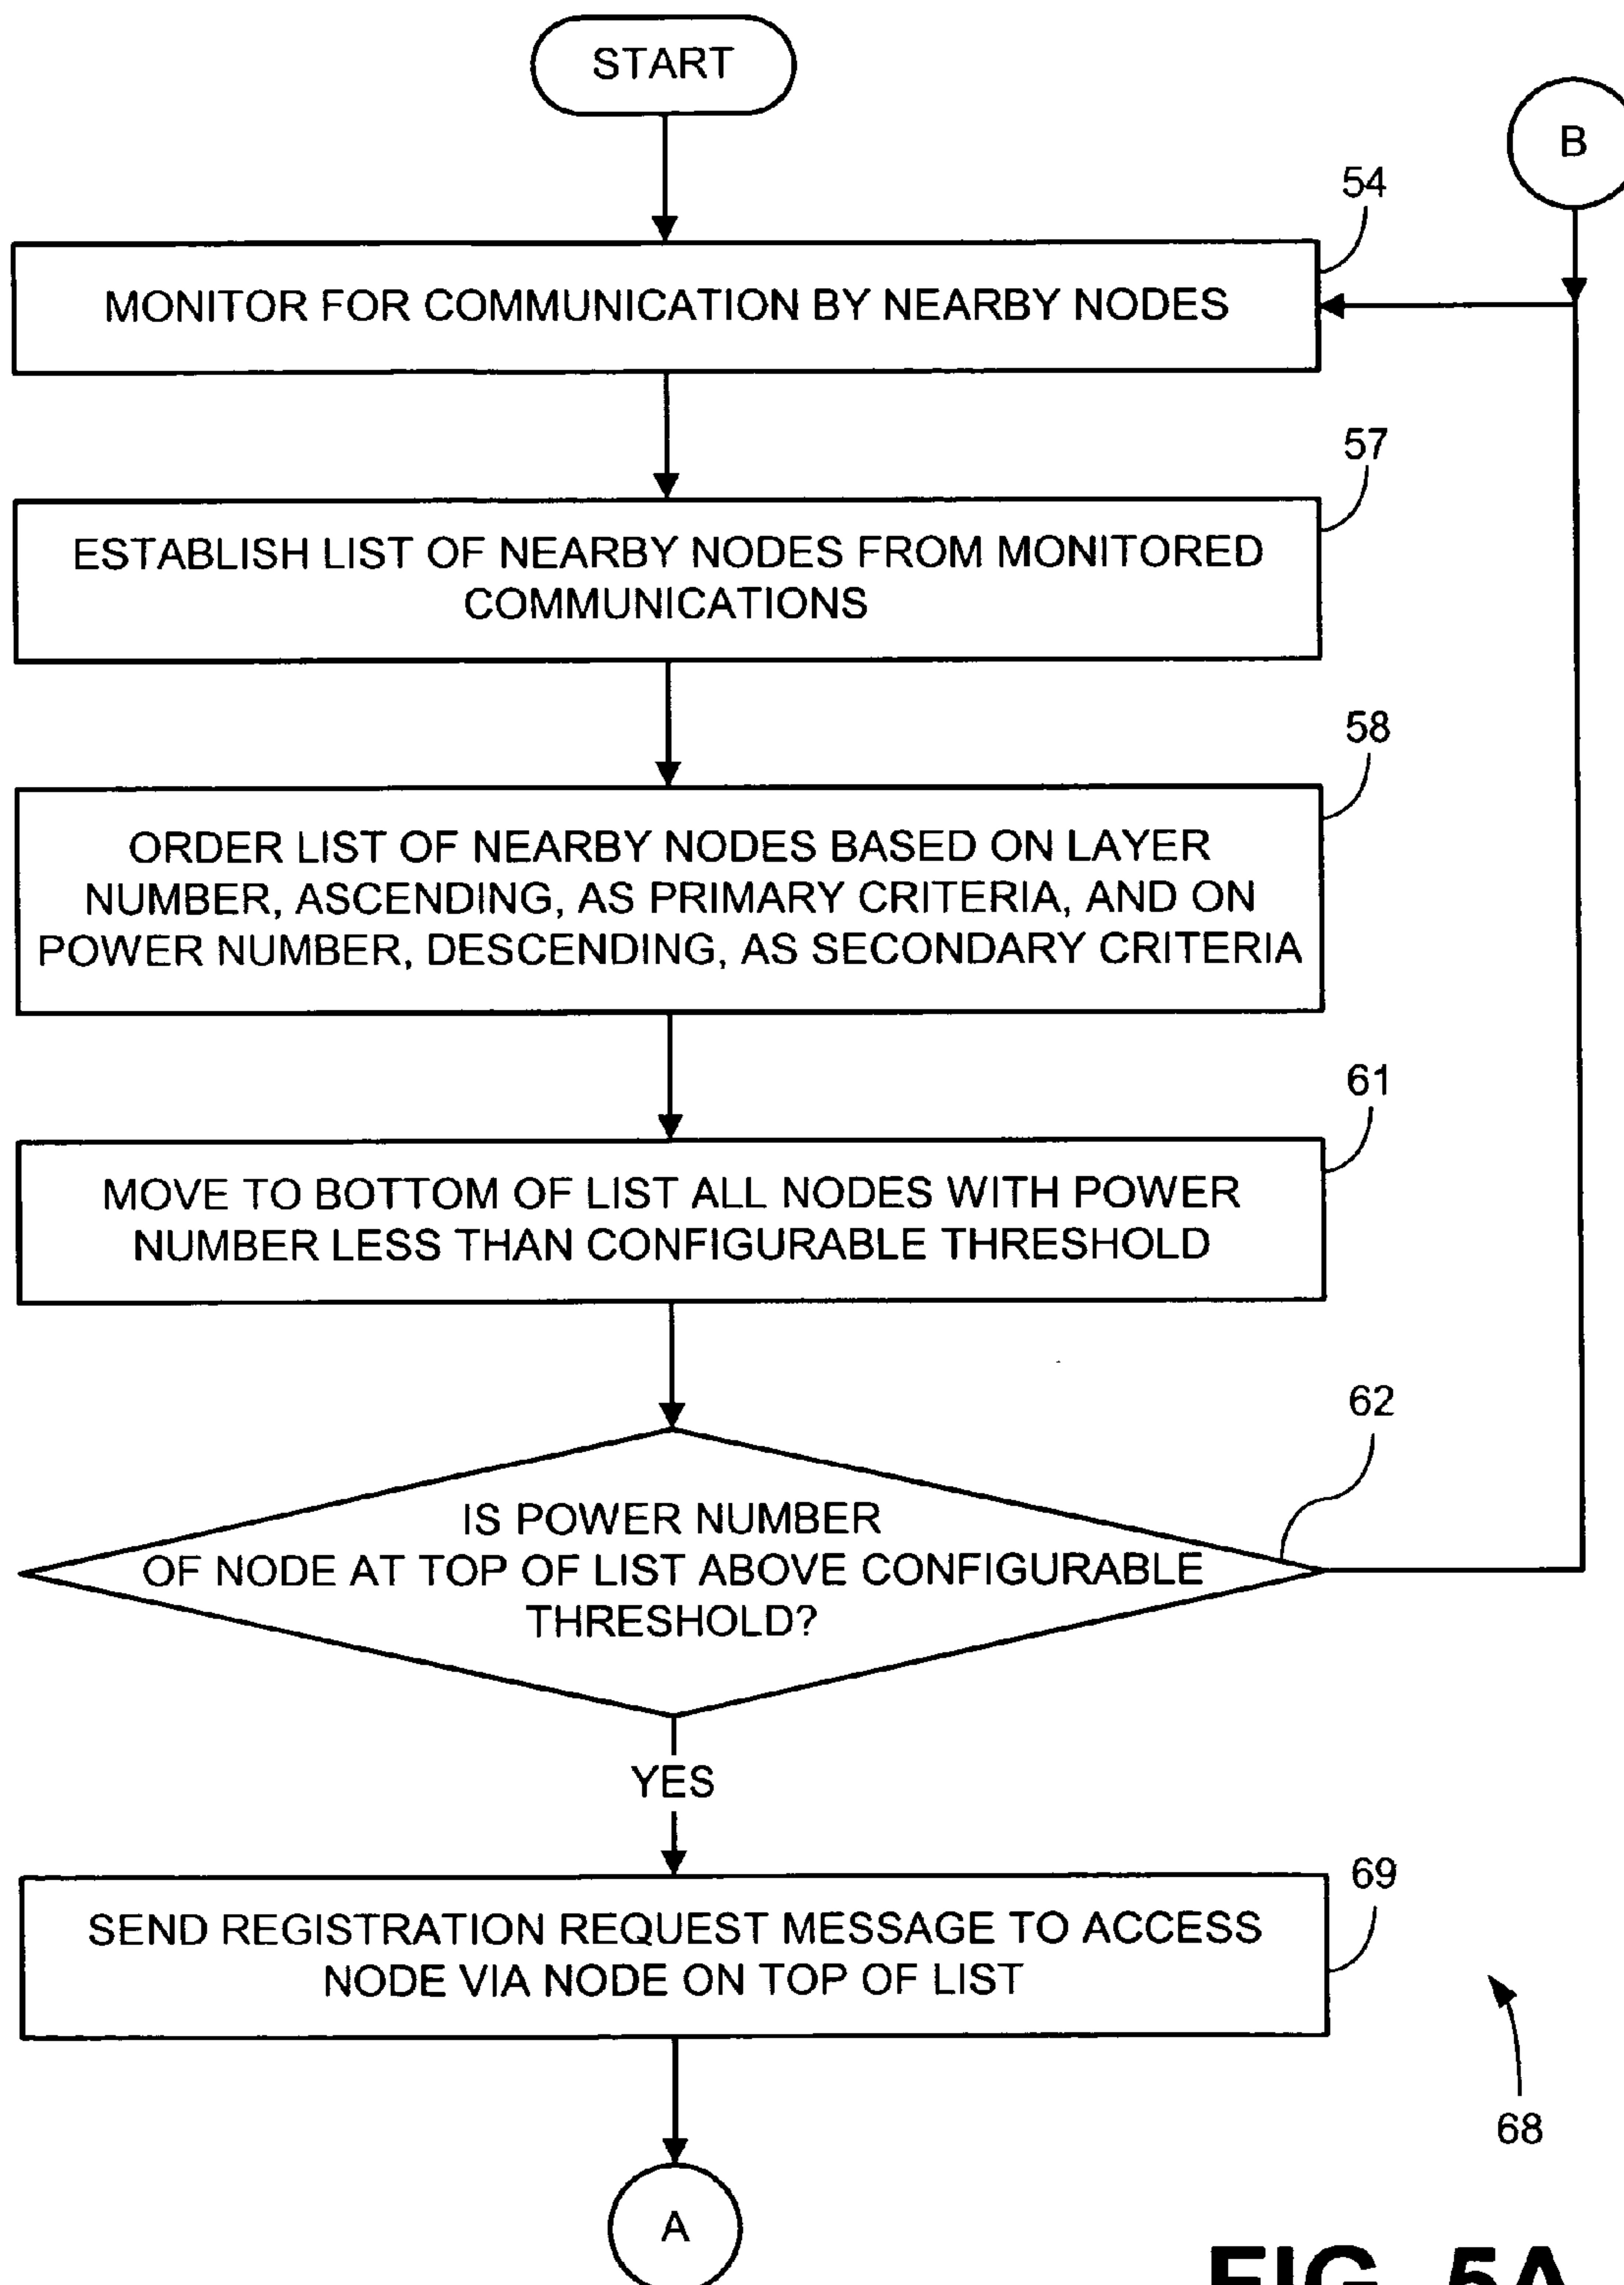 START
B
54
MONITOR FOR COMMUNICATION BY NEARBY NODES
57
ESTABLISH LIST OF NEARBY NODES FROM MONITORED
COMMUNICATIONS
58
ORDER LIST OF NEARBY NODES BASED ON LAYER
NUMBER, ASCENDING, AS PRIMARY CRITERIA, AND ON
POWER NUMBER, DESCENDING, AS SECONDARY CRITERIA
61
MOVE TO BOTTOM OF LIST ALL NODES WITH POWER
NUMBER LESS THAN CONFIGURABLE THRESHOLD
62
IS POWER NUMBER
OF NODE AT TOP OF LIST ABOVE CONFIGURABLE
THRESHOLD?
YES
69
SEND REGISTRATION REQUEST MESSAGE TO ACCESS
NODE VIA NODE ON TOP OF LIST
68
A
FIG. 5A